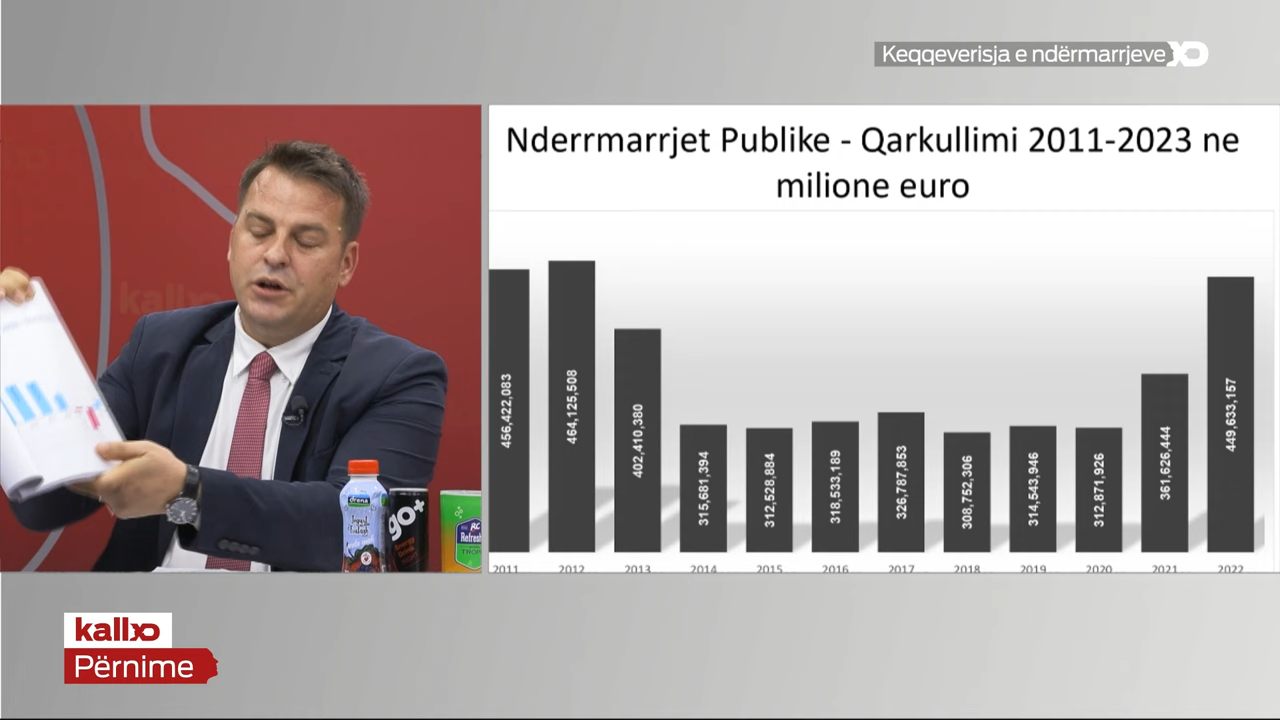 Keqqeverisja e ndërmarrjeve
Nderrmarrjet Publike - Qarkullimi 2011-2023 ne
milione euro
456,422,083
464,125,508
402,410,380
315,681,394
312,528,884
318,533,189
326,787,853
308,752,306
314,543,946
312,871,926
361,626,444
449,633,157
2011 2012 2013 2014 2015 2016 2017 2018 2019 2020 2021 2022
go+
RC
Refresh
kallxo
Përnime